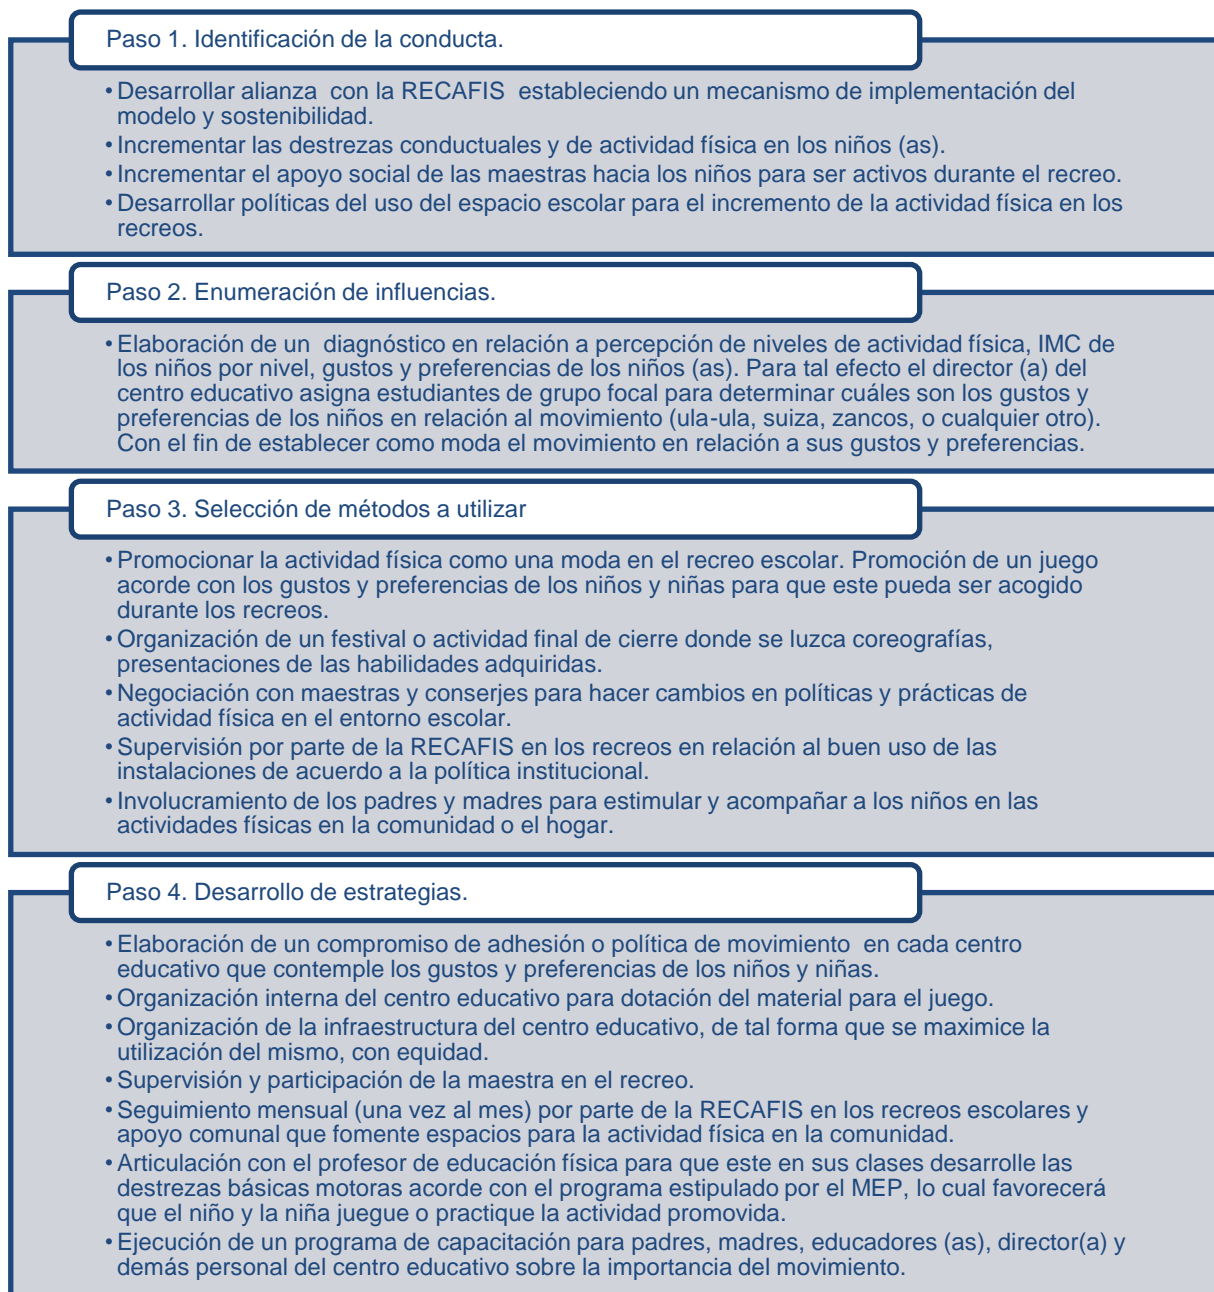 Paso 1. Identificación de la conducta.
• Desarrollar alianza con la RECAFIS estableciendo un mecanismo de implementación del
modelo y sostenibilidad.
• Incrementar las destrezas conductuales y de actividad física en los niños (as).
• Incrementar el apoyo social de las maestras hacia los niños para ser activos durante el recreo.
• Desarrollar políticas del uso del espacio escolar para el incremento de la actividad física en los
recreos.
Paso 2. Enumeración de influencias.
• Elaboración de un diagnóstico en relación a percepción de niveles de actividad física, IMC de
los niños por nivel, gustos y preferencias de los niños (as). Para tal efecto el director (a) del
centro educativo asigna estudiantes de grupo focal para determinar cuáles son los gustos y
preferencias de los niños en relación al movimiento (ula-ula, suiza, zancos, o cualquier otro).
Con el fin de establecer como moda el movimiento en relación a sus gustos y preferencias.
Paso 3. Selección de métodos a utilizar
• Promocionar la actividad física como una moda en el recreo escolar. Promoción de un juego
acorde con los gustos y preferencias de los niños y niñas para que este pueda ser acogido
durante los recreos.
• Organización de un festival o actividad final de cierre donde se luzca coreografías,
presentaciones de las habilidades adquiridas.
• Negociación con maestras y conserjes para hacer cambios en políticas y prácticas de
actividad física en el entorno escolar.
• Supervisión por parte de la RECAFIS en los recreos en relación al buen uso de las
instalaciones de acuerdo a la política institucional.
• Involucramiento de los padres y madres para estimular y acompañar a los niños en las
actividades físicas en la comunidad o el hogar.
Paso 4. Desarrollo de estrategias.
• Elaboración de un compromiso de adhesión o política de movimiento en cada centro
educativo que contemple los gustos y preferencias de los niños y niñas.
• Organización interna del centro educativo para dotación del material para el juego.
• Organización de la infraestructura del centro educativo, de tal forma que se maximice la
utilización del mismo, con equidad.
• Supervisión y participación de la maestra en el recreo.
• Seguimiento mensual (una vez al mes) por parte de la RECAFIS en los recreos escolares y
apoyo comunal que fomente espacios para la actividad física en la comunidad.
• Articulación con el profesor de educación física para que este en sus clases desarrolle las
destrezas básicas motoras acorde con el programa estipulado por el MEP, lo cual favorecerá
que el niño y la niña juegue o practique la actividad promovida.
• Ejecución de un programa de capacitación para padres, madres, educadores (as), director(a) y
demás personal del centro educativo sobre la importancia del movimiento.